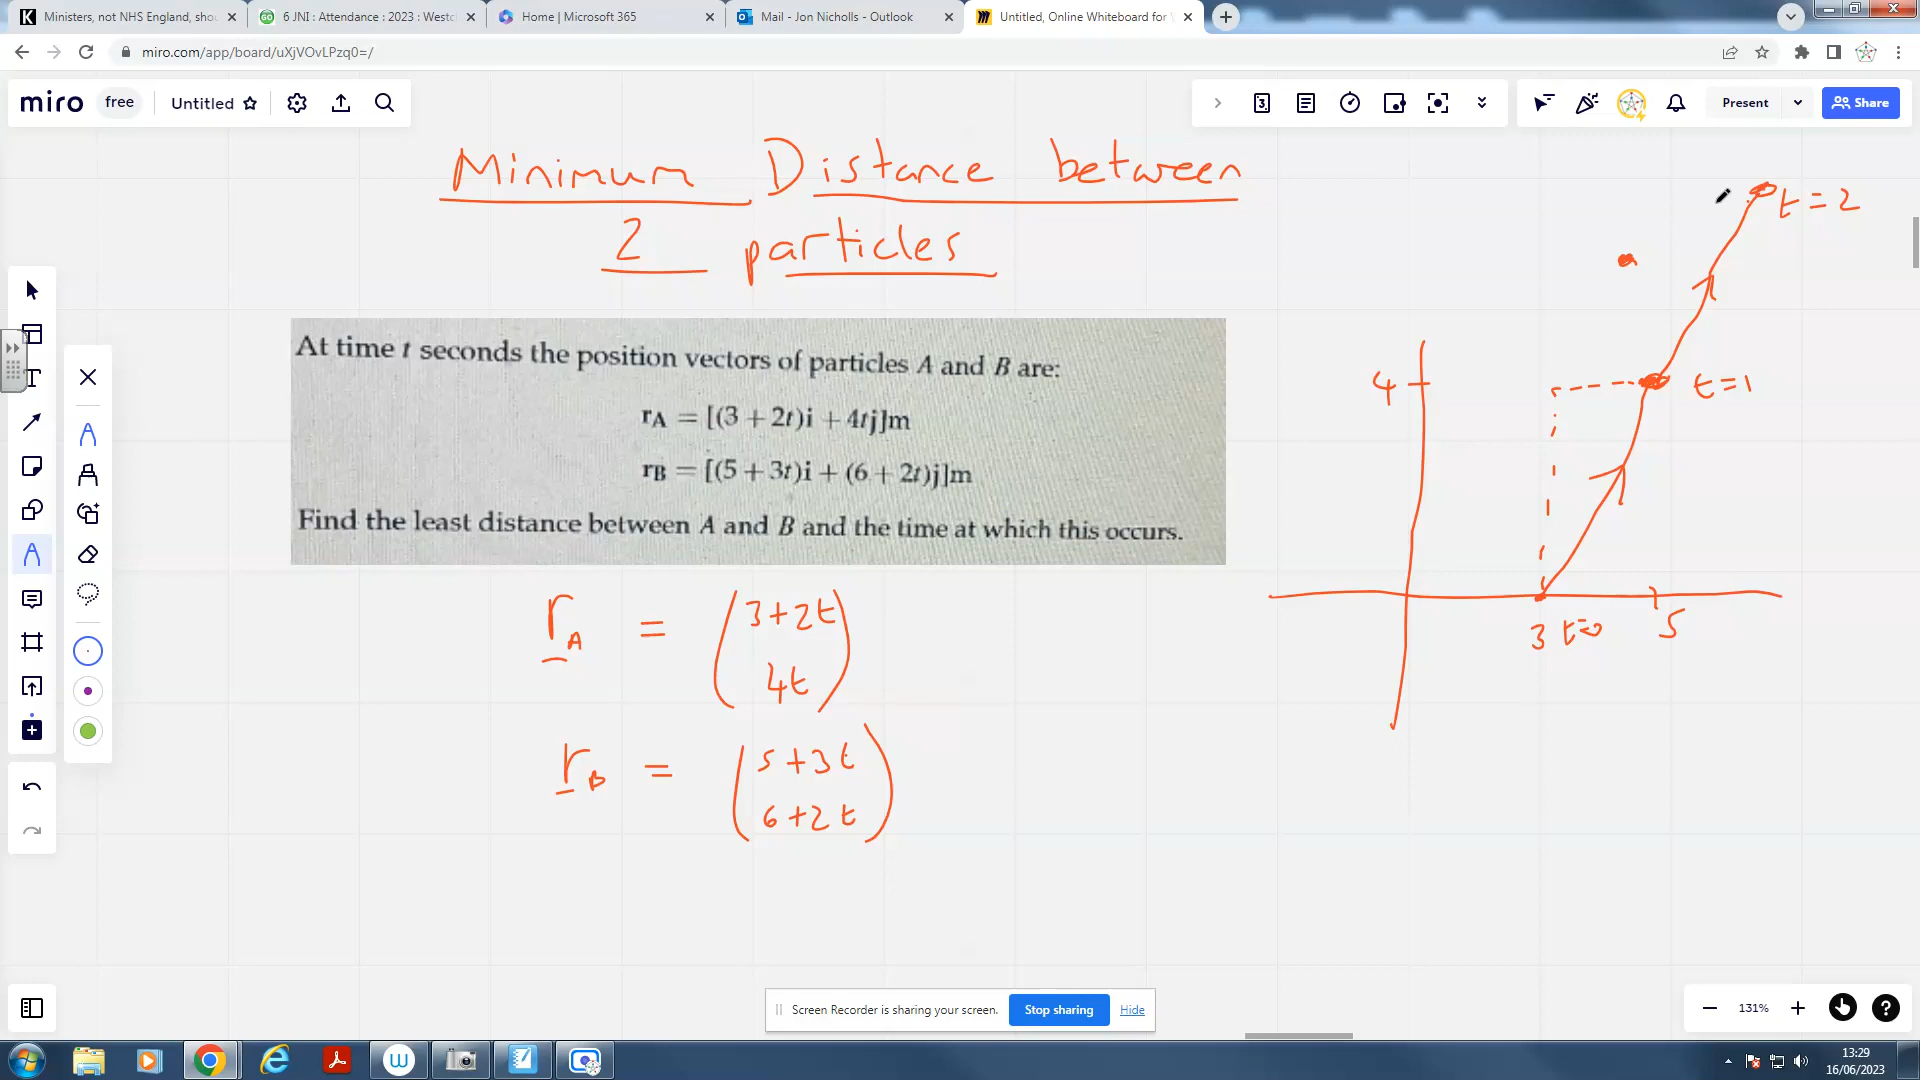 Ministers, not NHS England, shou
6 JNI : Attendance : 2023 : Westc
Home | Microsoft 365
Mail - Jon Nicholls - Outlook
Untitled, Online Whiteboard for
miro.com/app/board/uXjVOvLPzq0=/
miro
free
Untitled
Present
Share
Minimum Distance between
2 particles
At time t seconds the position vectors of particles A and B are:
rA = [(3 + 2t)i + 4tj]m
rB = [(5 + 3t)i + (6 + 2t)j]m
Find the least distance between A and B and the time at which this occurs.
rA = (3+2t
4t)
rB = (5+3t
6+2t)
t=2
4
t=1
3 t=0 5
131%
Screen Recorder is sharing your screen.
Stop sharing
Hide
13:29
16/06/2023